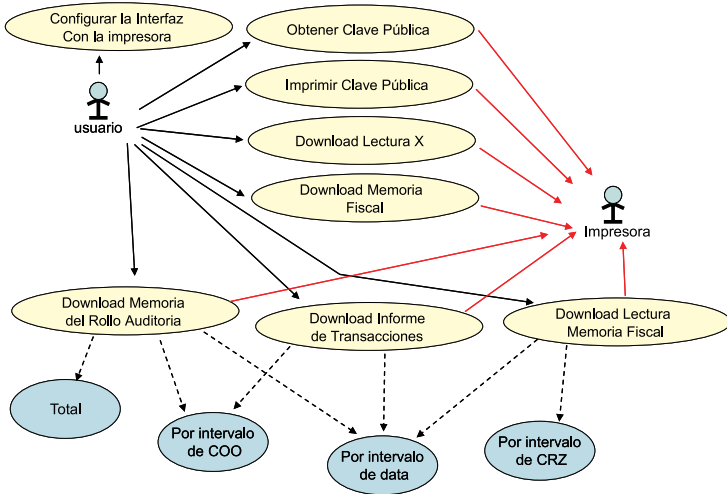 Configurar la Interfaz
Con la impresora
Obtener Clave Pública
Imprimir Clave Pública
usuario
Download Lectura X
Download Memoria
Fiscal
Impresora
Download Memoria
del Rollo Auditoria
Download Informe
de Transacciones
Download Lectura
Memoria Fiscal
Total
Por intervalo
de COO
Por intervalo
de data
Por intervalo
de CRZ